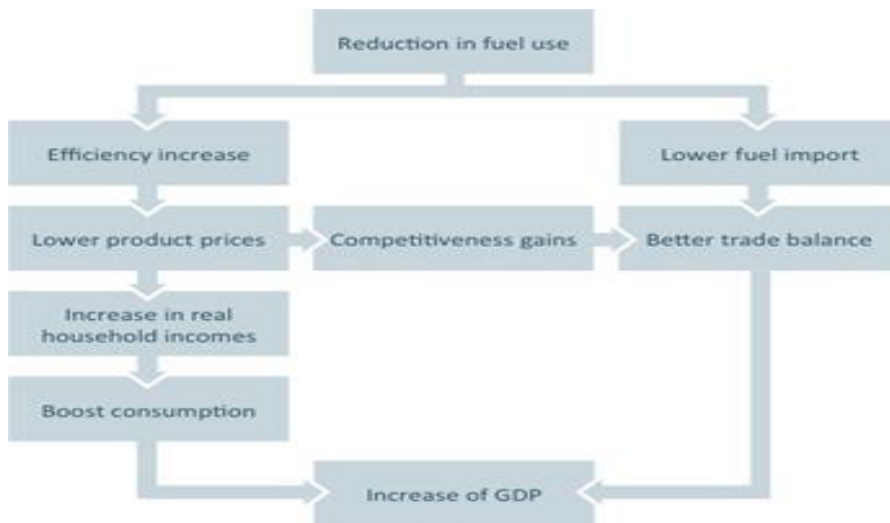 Reduction in fuel use
Efficiency increase
Lower fuel import
Lower product prices
Competitiveness gains
Better trade balance
Increase in real
household incomes
Boost consumption
Increase of GDP